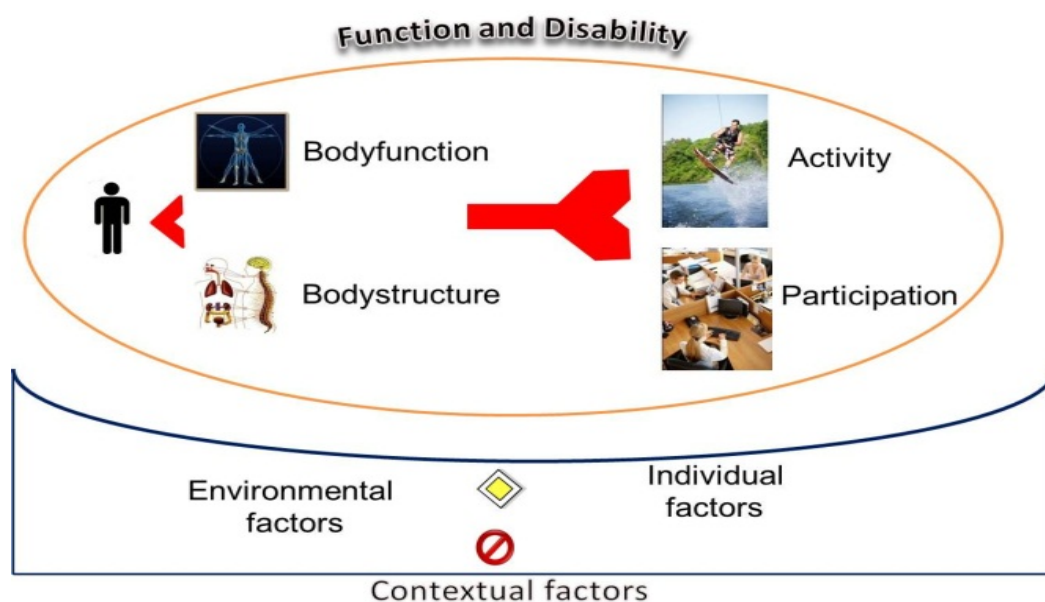 Function and Disability
Bodyfunction
Activity
Bodystructure
Participation
Environmental
factors
Individual
factors
Contextual factors